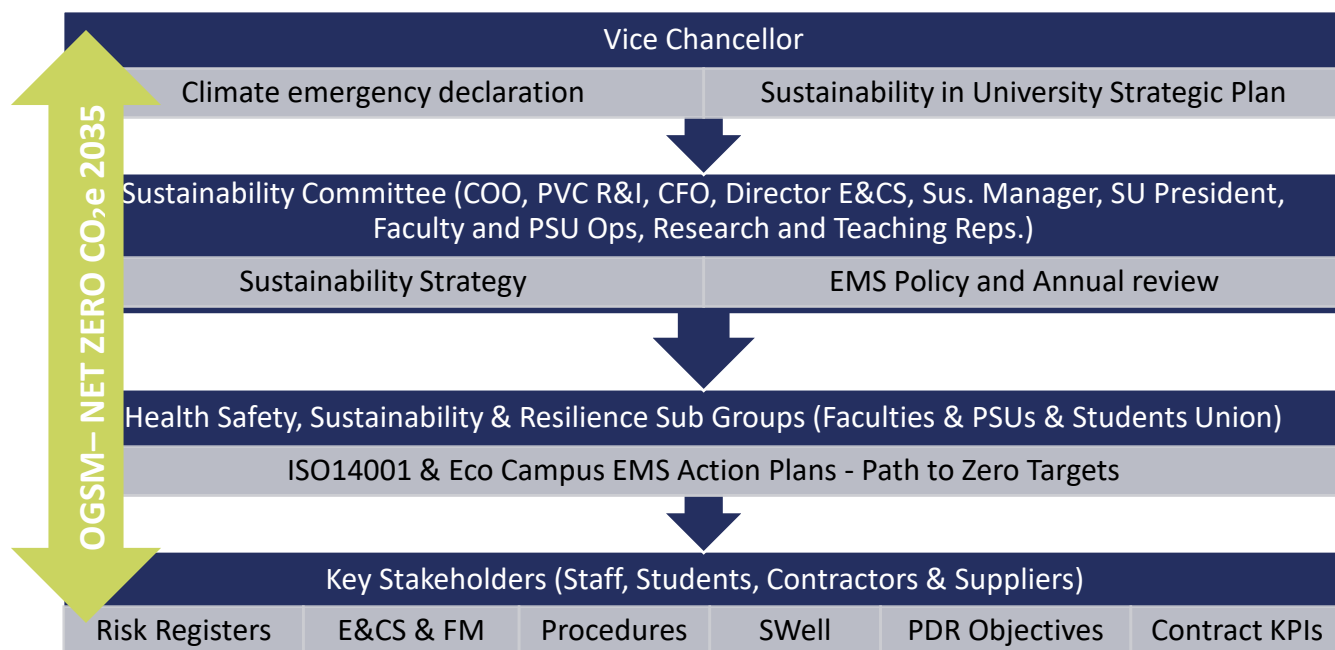 OGSM– NET ZERO CO₂e 2035
Vice Chancellor
Climate emergency declaration
Sustainability in University Strategic Plan
Sustainability Committee (COO, PVC R&I, CFO, Director E&CS, Sus. Manager, SU President,
Faculty and PSU Ops, Research and Teaching Reps.)
Sustainability Strategy
EMS Policy and Annual review
Health Safety, Sustainability & Resilience Sub Groups (Faculties & PSUs & Students Union)
ISO14001 & Eco Campus EMS Action Plans - Path to Zero Targets
Key Stakeholders (Staff, Students, Contractors & Suppliers)
Risk Registers
E&CS & FM
Procedures
SWell
PDR Objectives
Contract KPIs